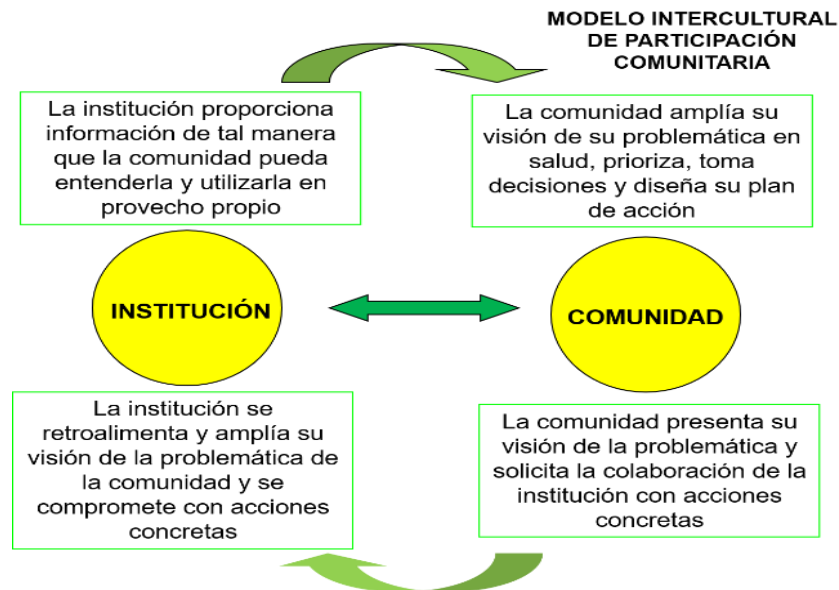 MODELO INTERCULTURAL
DE PARTICIPACIÓN
COMUNITARIA
La institución proporciona
información de tal manera
que la comunidad pueda
entenderla y utilizarla en
provecho propio
La comunidad amplía su
visión de su problemática en
salud, prioriza, toma
decisiones y diseña su plan
de acción
INSTITUCIÓN
COMUNIDAD
La institución se
retroalimenta y amplía su
visión de la problemática de
la comunidad y se
compromete con acciones
concretas
La comunidad presenta su
visión de la problemática y
solicita la colaboración de la
institución con acciones
concretas